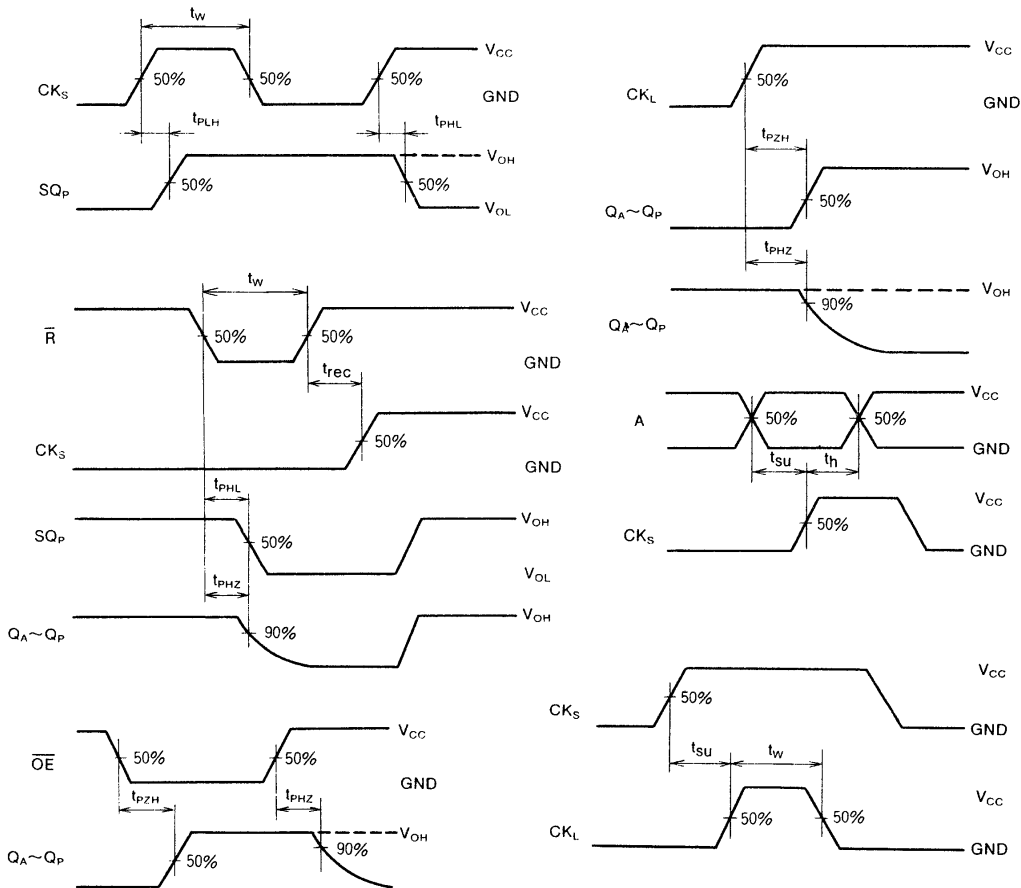 tW
VCC
50% 50% 50%
CKS
GND
tPLH tPHL
VOH
50% 50%
SQP
VOL
tW
VCC
R̅
50% 50%
GND
trec
VCC
50%
CKS
GND
tPHL
VOH
SQP
50%
VOL
tPHZ
VOH
QA~QP
90%
VCC
O̅E̅
50% 50%
GND
tPZH tPHZ
VOH
50% 90%
QA~QP
VCC
50%
CKL
GND
tPZH
VOH
50%
QA~QP
tPHZ
VOH
90%
QA~QP
VCC
A
50% 50%
GND
tsu th
VCC
50%
CKS
GND
VCC
50%
CKS
GND
tsu tW
VCC
50% 50%
CKL
GND